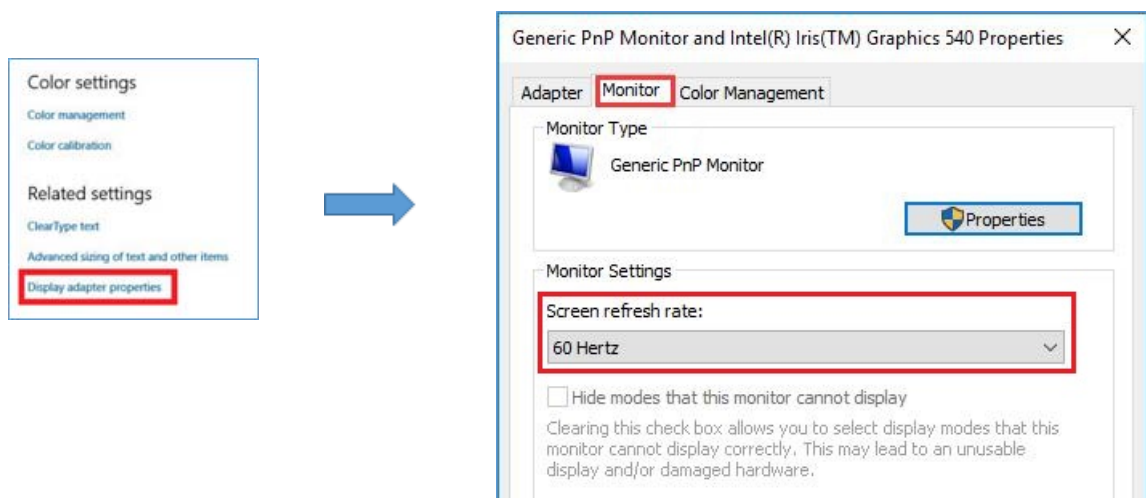 Color settings
Color management
Color calibration
Related settings
ClearType text
Advanced sizing of text and other items
Display adapter properties
Generic PnP Monitor and Intel(R) Iris(TM) Graphics 540 Properties
Adapter Monitor Color Management
Monitor Type
Generic PnP Monitor
Properties
Monitor Settings
Screen refresh rate:
60 Hertz
Hide modes that this monitor cannot display
Clearing this check box allows you to select display modes that this
monitor cannot display correctly. This may lead to an unusable
display and/or damaged hardware.